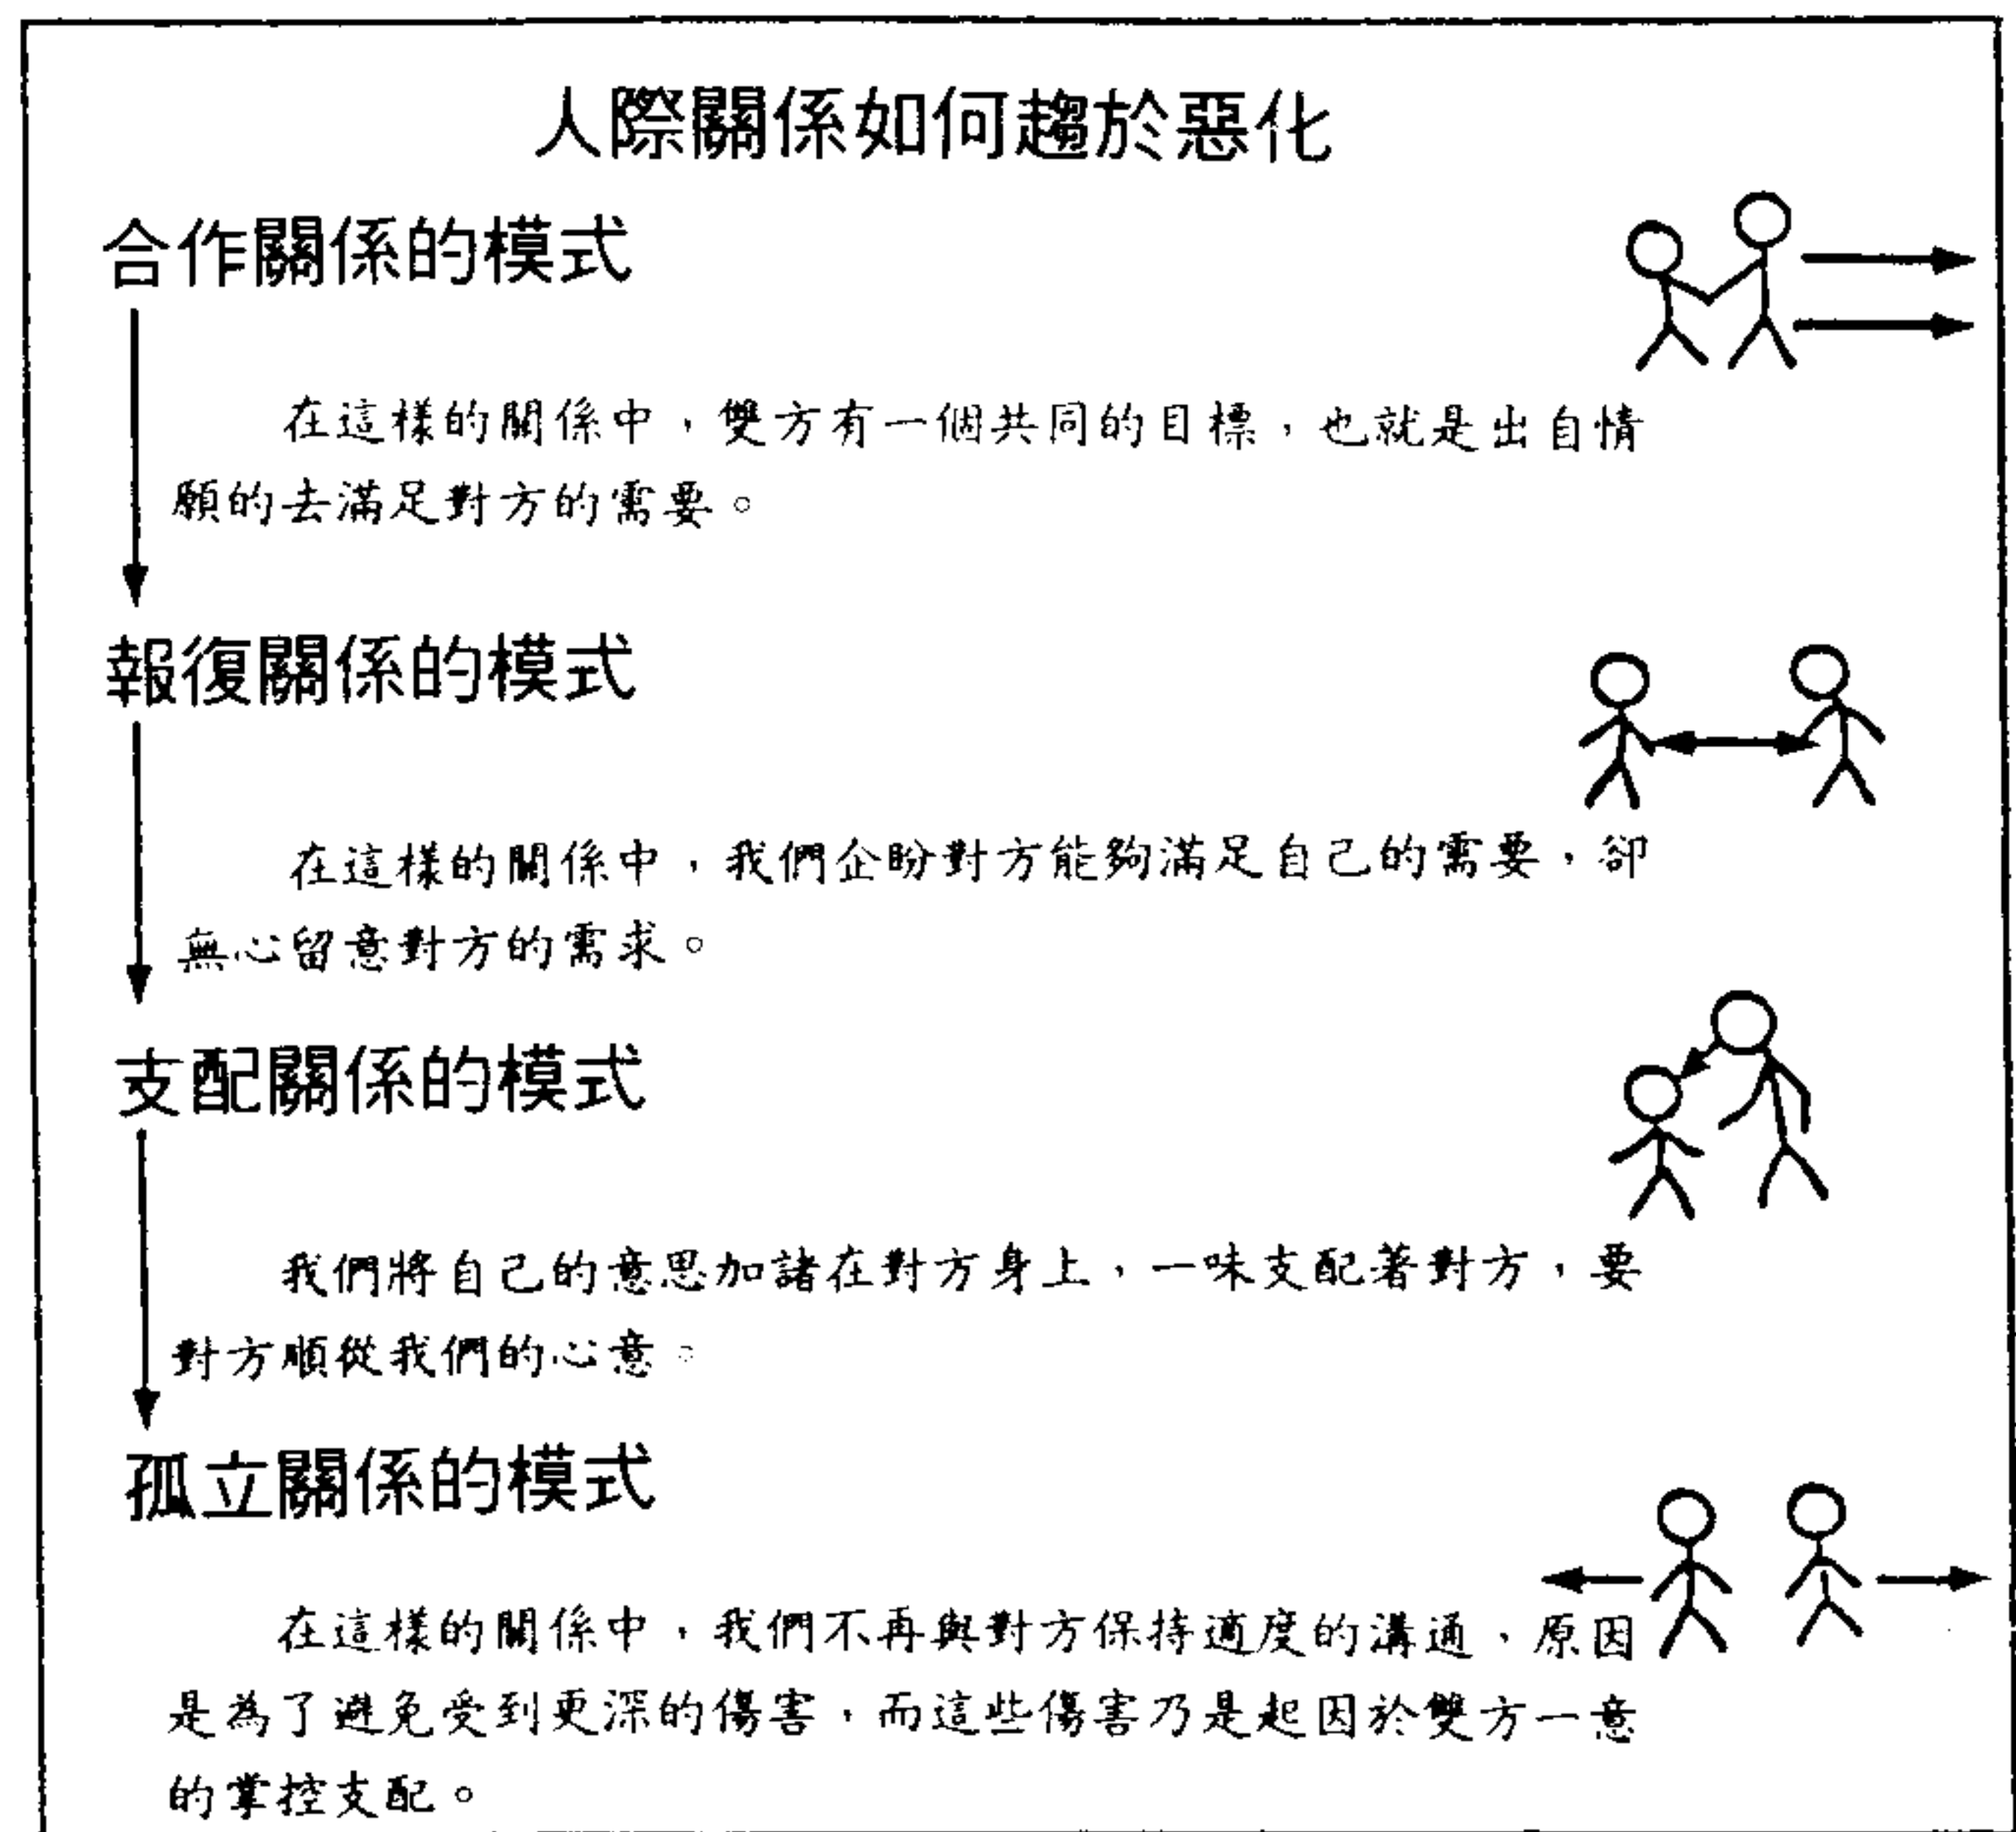 人際關係如何趨於惡化
合作關係的模式
在這樣的關係中，雙方有一個共同的目標，也就是出自情
願的去滿足對方的需要。
報復關係的模式
在這樣的關係中，我們企盼對方能夠滿足自己的需要，卻
無心留意對方的需求。
支配關係的模式
我們將自己的意思加諸在對方身上，一味支配著對方，要
對方順從我們的心意。
孤立關係的模式
在這樣的關係中，我們不再與對方保持適度的溝通、原因
是為了避免受到更深的傷害，而這些傷害乃是起因於雙方一意
的掌控支配。